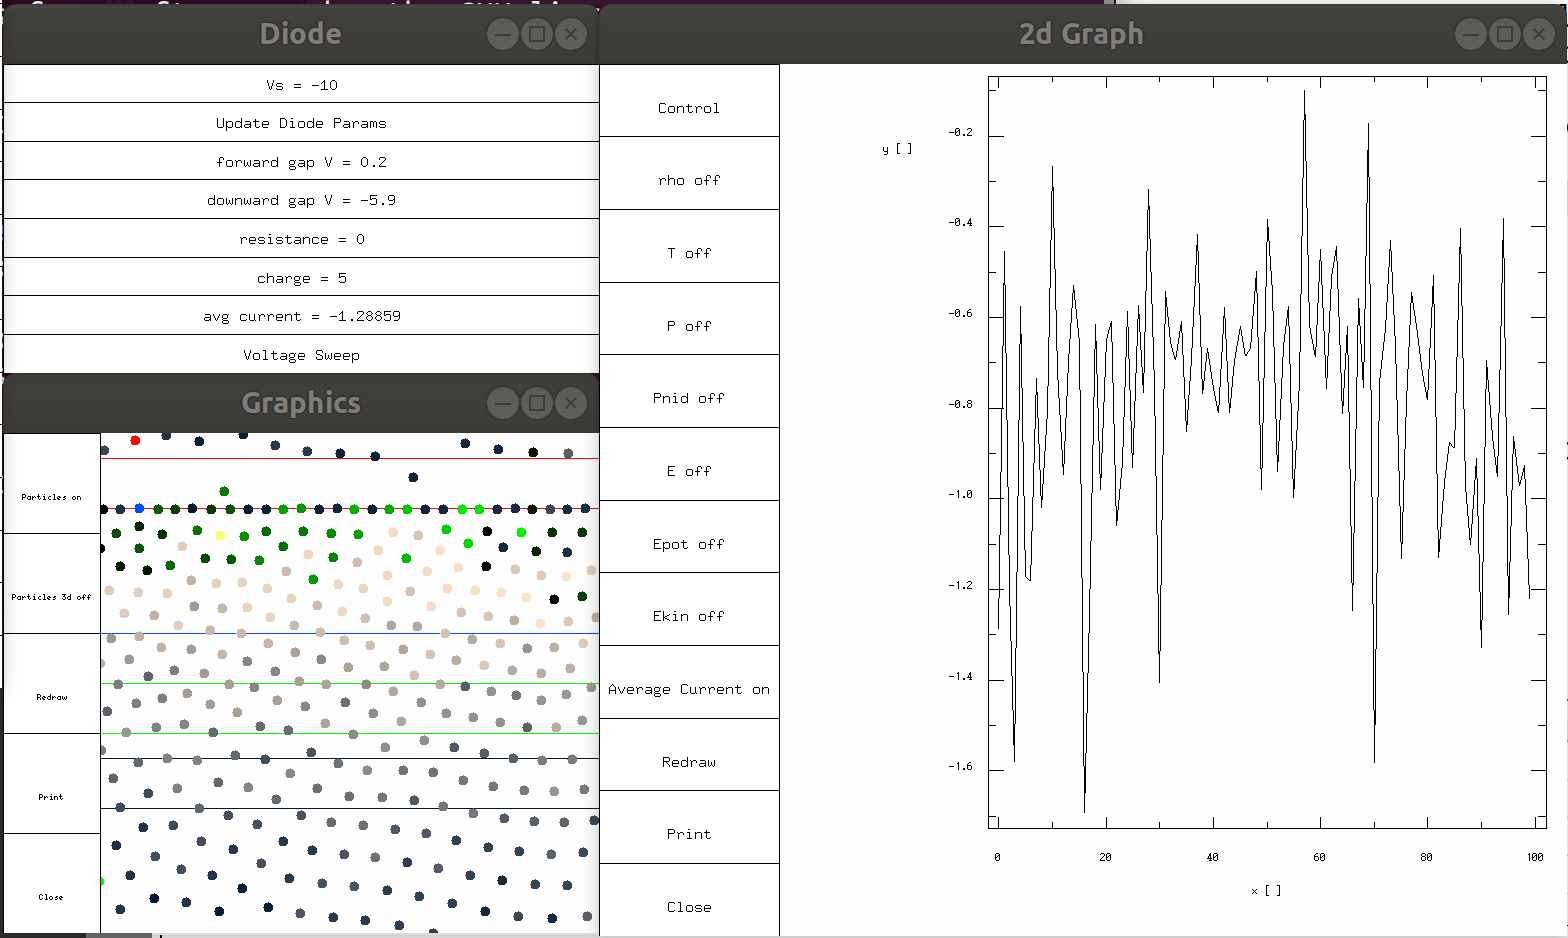 Diode
Vs = -10
Update Diode Params
forward gap V = 0.2
downward gap V = -5.9
resistance = 0
charge = 5
avg current = -1.28859
Voltage Sweep
Graphics
Particles on
Particles 3d off
Redraw
Print
Close
2d Graph
Control
rho off
T off
P off
Pnid off
E off
Epot off
Ekin off
Average Current on
Redraw
Print
Close
y []
-0.2
-0.4
-0.6
-0.8
-1.0
-1.2
-1.4
-1.6
0 20 40 60 80 100
x []